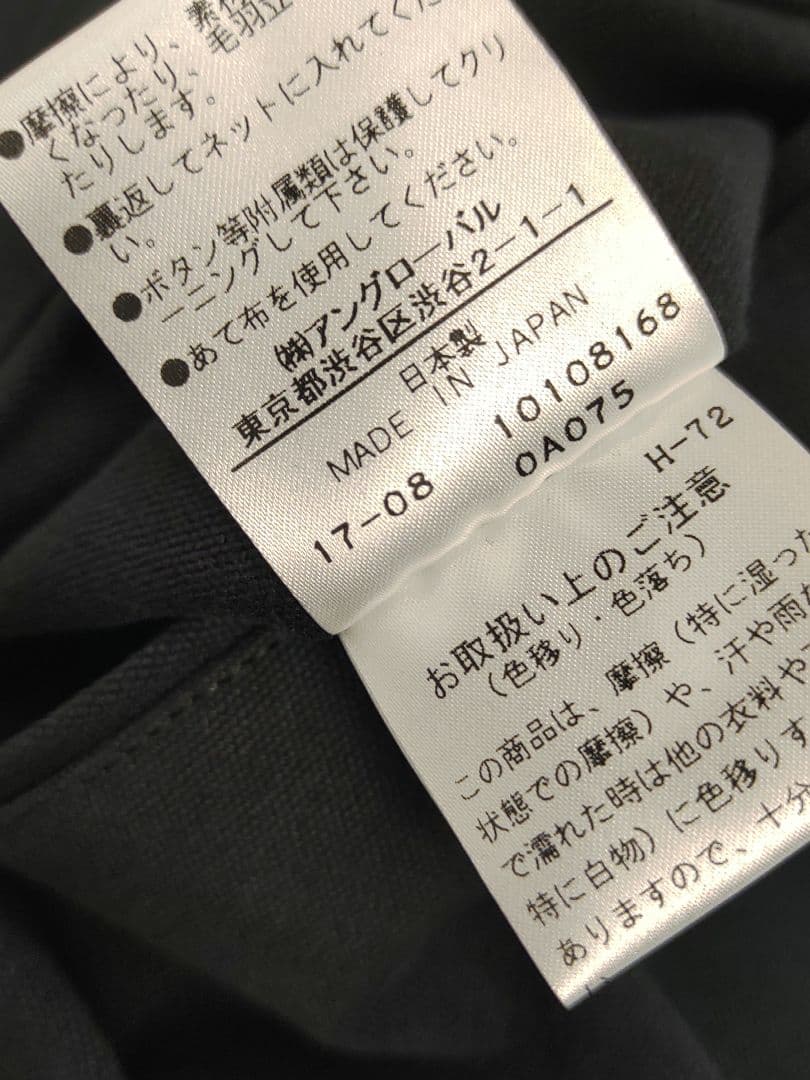 ●摩擦により、
くなったり、毛羽立
たりします。
●裏返してネットに入れてくだ
い。
●ボタン等附属類は保護してクリ
ーニングして下さい。
●あて布を使用してください。
㈱アングローバル
東京都渋谷区渋谷2-1-1
日本製
MADE IN JAPAN
17-08 10108168
0A075
H-72
お取扱い上のご注意
(色移り・色落ち)
この商品は、摩擦(特に湿った
状態での摩擦)や、汗や雨
で濡れた時は他の衣料や
特に白物)に色移りす
ありますので、十分